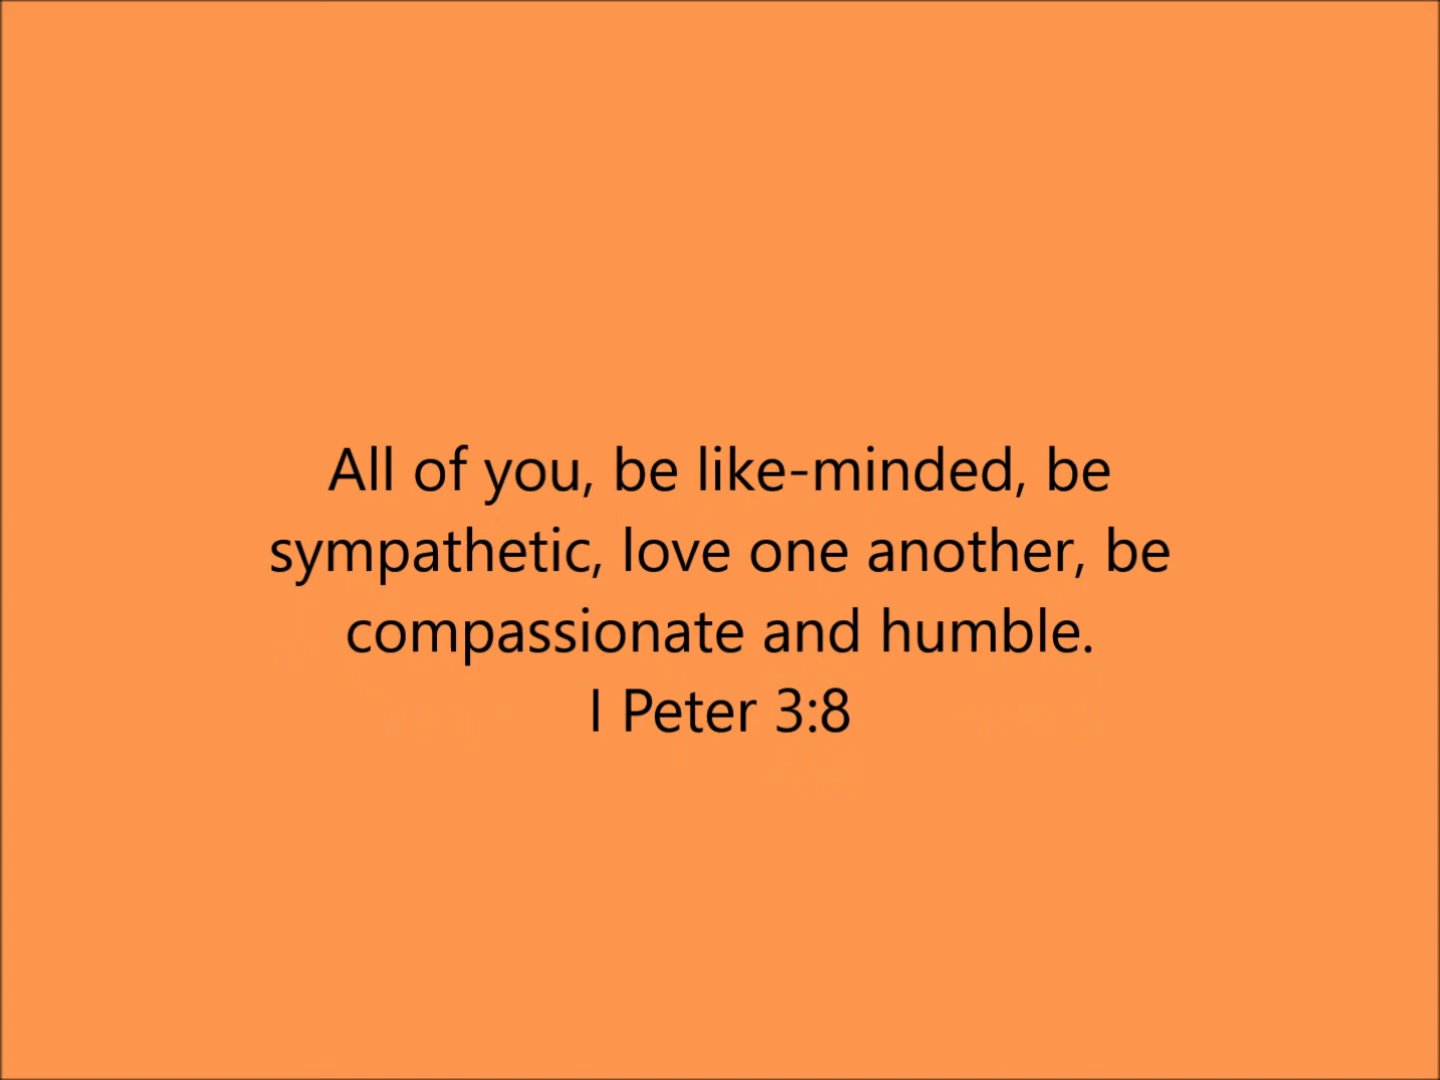 All of you, be like-minded, be
sympathetic, love one another, be
compassionate and humble.
I Peter 3:8